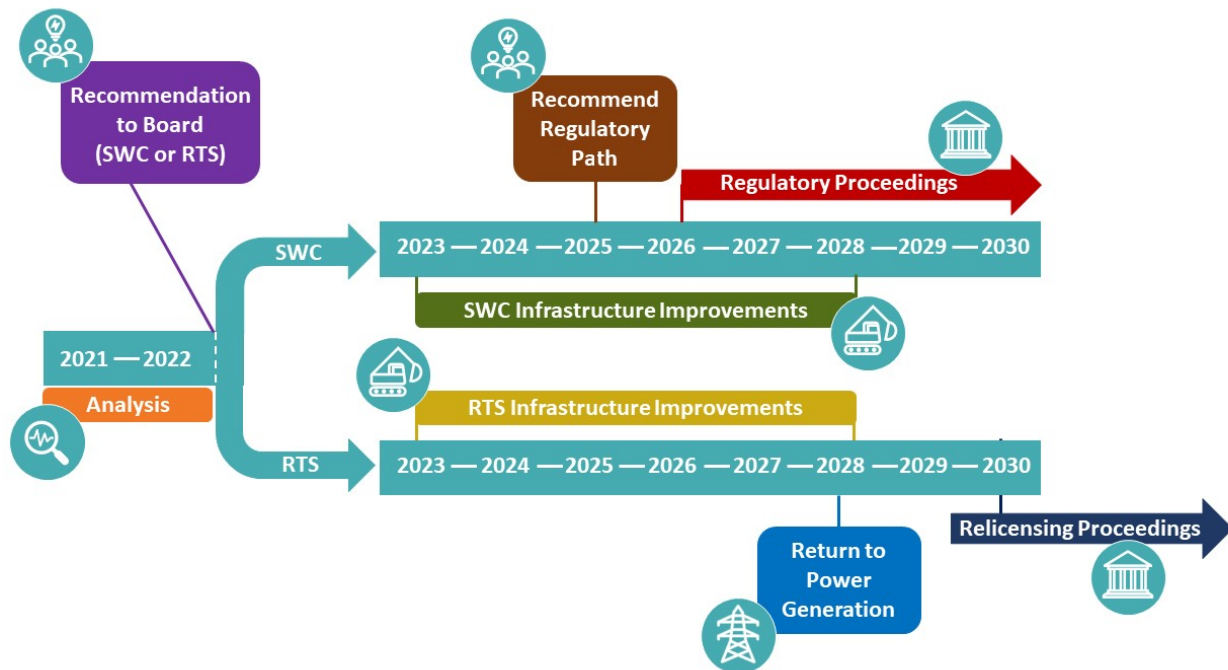 Recommendation
to Board
(SWC or RTS)
Recommend
Regulatory
Path
Regulatory Proceedings
SWC
2023 — 2024 — 2025 — 2026 — 2027 — 2028 — 2029 — 2030
SWC Infrastructure Improvements
2021 — 2022
Analysis
RTS Infrastructure Improvements
RTS
2023 — 2024 — 2025 — 2026 — 2027 — 2028 — 2029 — 2030
Relicensing Proceedings
Return to
Power
Generation